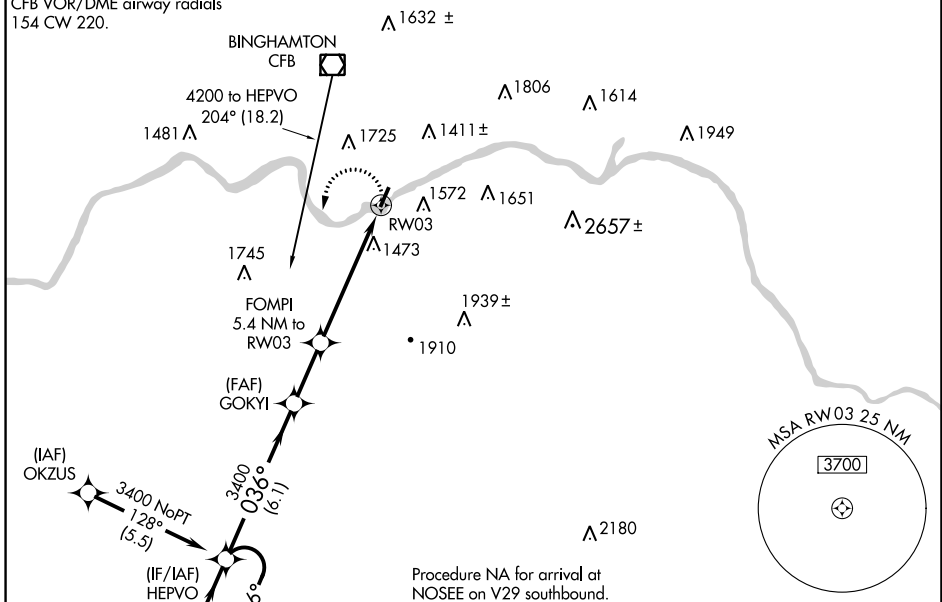 CFB VOR/DME airway radials
154 CW 220.
1632 ±
BINGHAMTON
CFB
1806
1614
4200 to HEPVO
204° (18.2)
1481
1725
1411±
1949
1572
1651
RW03
2657±
1473
1745
FOMPI
5.4 NM to
RW03
1939±
1910
(FAF)
GOKYI
MSA RW03 25 NM
3700
(IAF)
OKZUS
3400 NoPT
128°
(5.5)
3400
036°
(6.1)
2180
(IF/IAF)
HEPVO
Procedure NA for arrival at
NOSEE on V29 southbound.